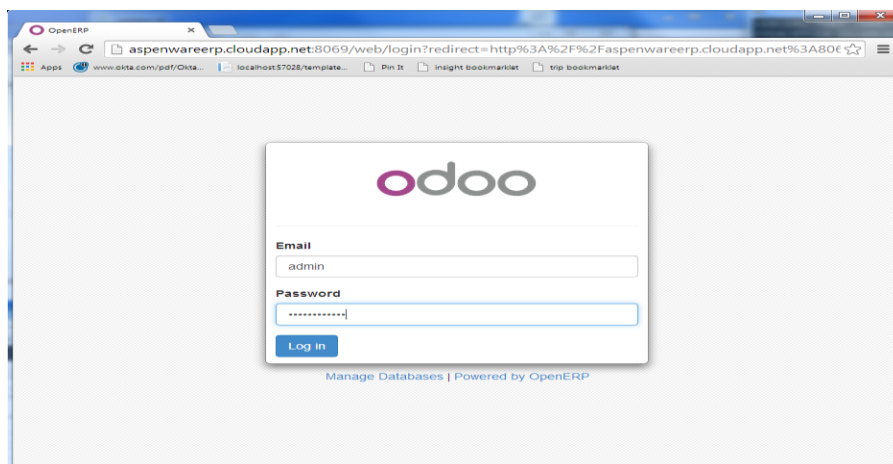 OpenERP
aspenwareerp.cloudapp.net:8069/web/login?redirect=http%3A%2F%2Faspenwareerp.cloudapp.net%3A806
Apps www.okta.com/pdf/Okta... localhost:57028/template... Pin It insight bookmarklet trip bookmarklet
odoo
Email
admin
Password
••••••••••••
Log in
Manage Databases | Powered by OpenERP